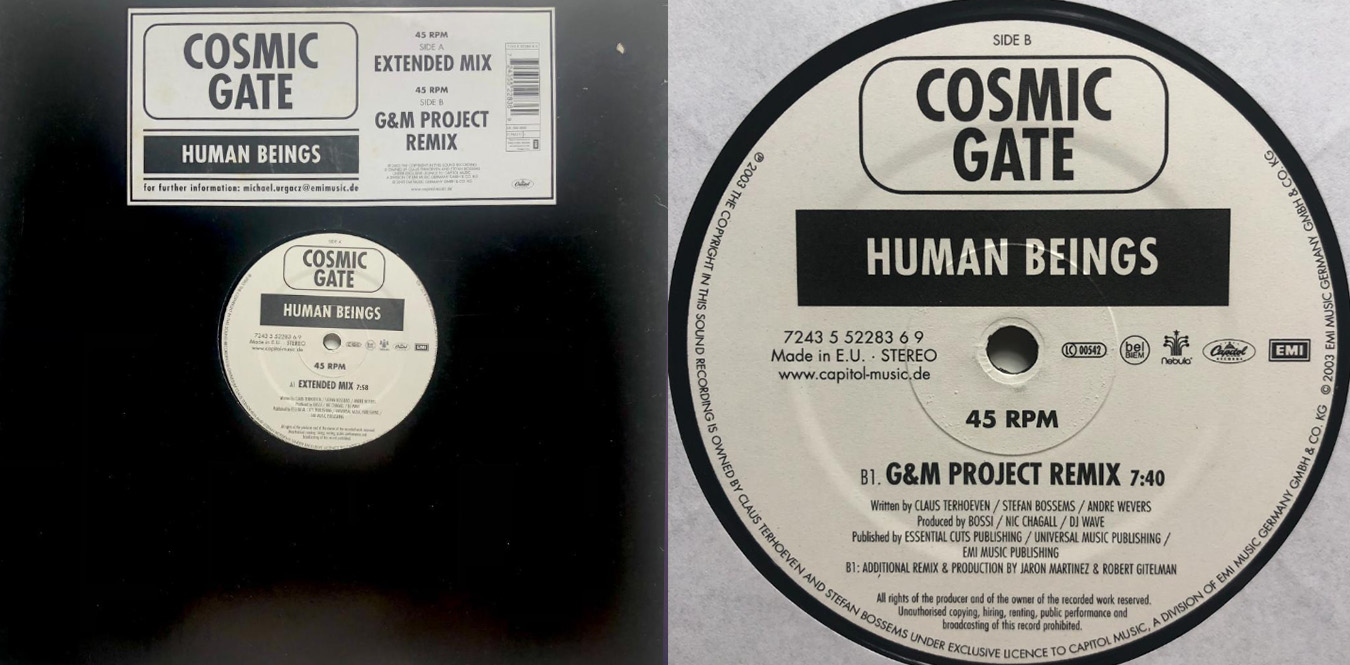 COSMIC
GATE
HUMAN BEINGS
for further information: michael.urgacz@emimusic.de
45 RPM
SIDE A
EXTENDED MIX
45 RPM
SIDE B
G&M PROJECT
REMIX
www.capitolmusic.de
Capitol
SIDE A
COSMIC
GATE
HUMAN BEINGS
7243 5 52283 6 9
Made in E.U. · STEREO
www.capitol-music.de
EMI
45 RPM
A1 EXTENDED MIX 7:58
SIDE B
COSMIC
GATE
HUMAN BEINGS
7243 5 52283 6 9
Made in E.U. · STEREO
www.capitol-music.de
LC 00542
bel
BIEM
nebula
Capitol
RECORDS
EMI
45 RPM
B1. G&M PROJECT REMIX 7:40
Written by CLAUS TERHOEVEN / STEFAN BOSSEMS / ANDRE WEVERS
Produced by BOSSI / NIC CHAGALL / DJ WAVE
Published by ESSENTIAL CUTS PUBLISHING / UNIVERSAL MUSIC PUBLISHING /
EMI MUSIC PUBLISHING
B1: ADDITIONAL REMIX & PRODUCTION BY JARON MARTINEZ & ROBERT GITELMAN
All rights of the producer and of the owner of the recorded work reserved.
Unauthorised copying, hiring, renting, public performance and
broadcasting of this record prohibited.
℗ 2003 THE COPYRIGHT IN THIS SOUND RECORDING IS OWNED BY CLAUS TERHOEVEN AND STEFAN BOSSEMS UNDER EXCLUSIVE LICENCE TO CAPITOL MUSIC, A DIVISION OF EMI MUSIC GERMANY GMBH & CO. KG © 2003 EMI MUSIC GERMANY GMBH & CO. KG